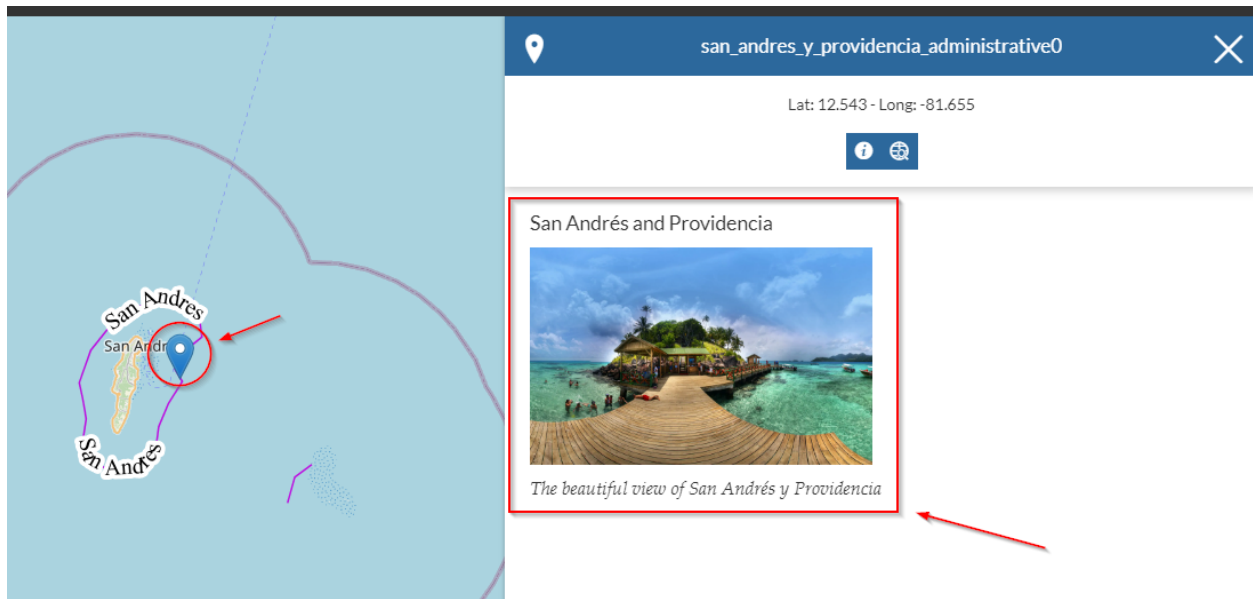 san_andres_y_providencia_administrative0
Lat: 12.543 - Long: -81.655
San Andrés and Providencia
The beautiful view of San Andrés y Providencia
San Andres
San Andr
San Andres